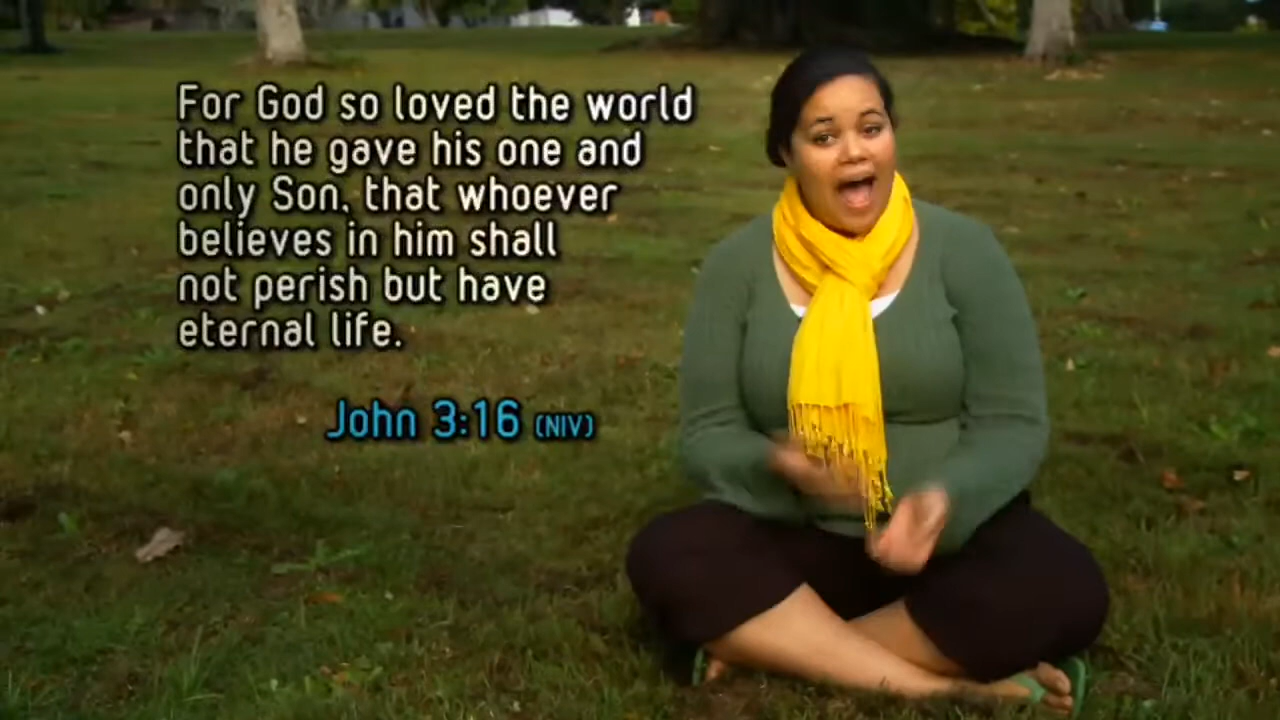 For God so loved the world
that he gave his one and
only Son, that whoever
believes in him shall
not perish but have
eternal life.
John 3:16 (NIV)